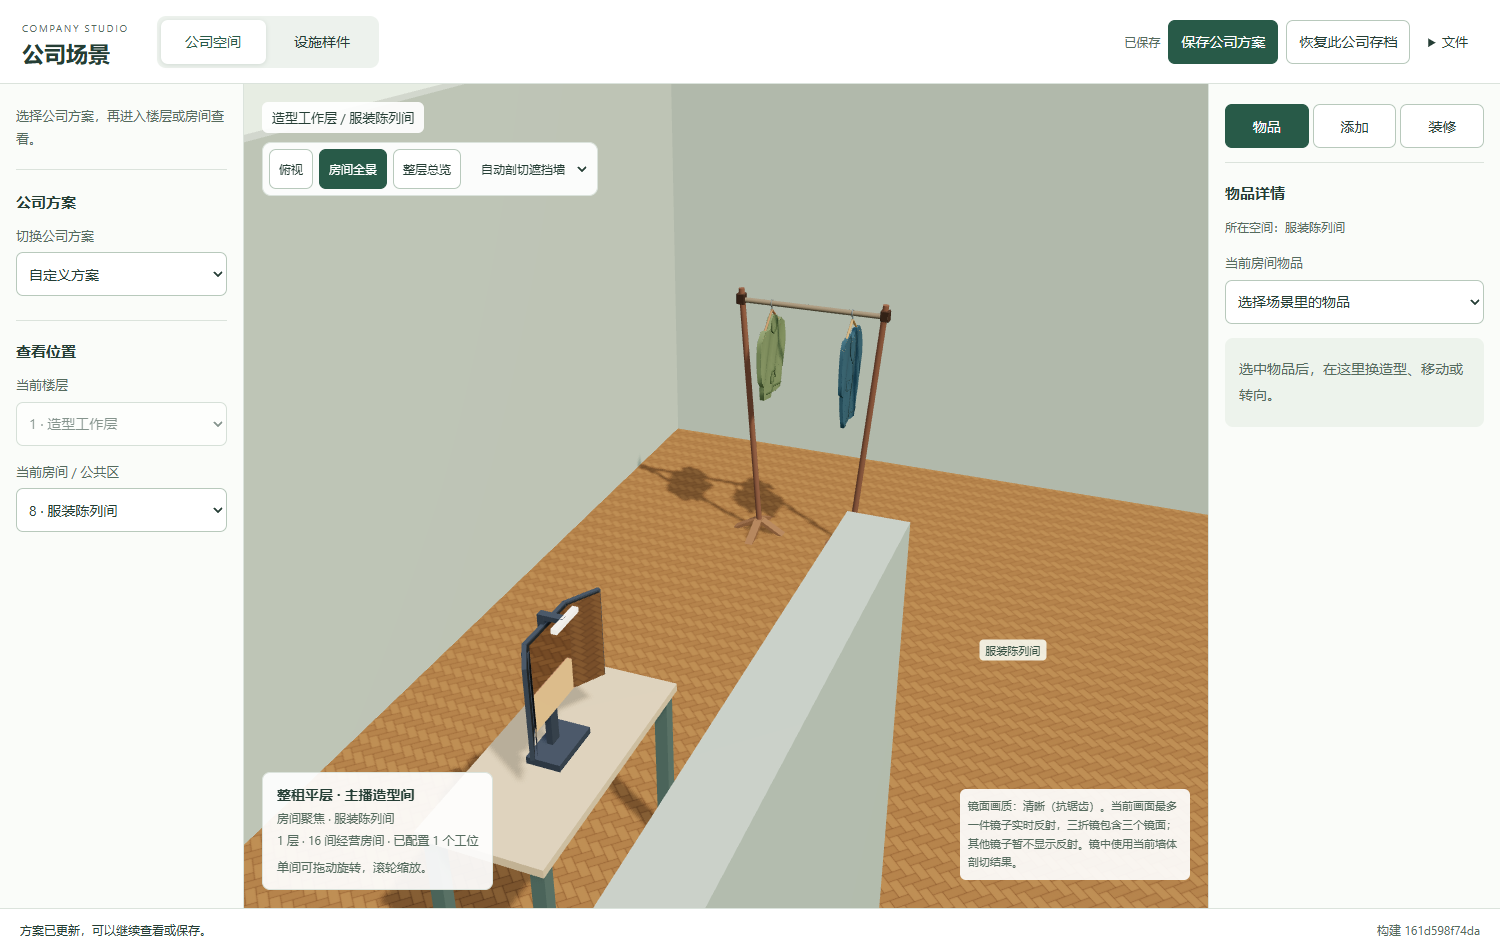 COMPANY STUDIO
公司场景
公司空间
设施样件
已保存
保存公司方案
恢复此公司存档
▶ 文件
选择公司方案，再进入楼层或房间查
看。
公司方案
切换公司方案
自定义方案
查看位置
当前楼层
1 · 造型工作层
当前房间 / 公共区
8 · 服装陈列间
造型工作层 / 服装陈列间
俯视
房间全景
整层总览
自动剖切遮挡墙
服装陈列间
整租平层 · 主播造型间
房间聚焦 · 服装陈列间
1 层 · 16 间经营房间 · 已配置 1 个工位
单间可拖动旋转，滚轮缩放。
镜面画质：清晰（抗锯齿）。当前画面最多
一件镜子实时反射，三折镜包含三个镜面；
其他镜子暂不显示反射。镜中使用当前墙体
剖切结果。
物品
添加
装修
物品详情
所在空间：服装陈列间
当前房间物品
选择场景里的物品
选中物品后，在这里换造型、移动或
转向。
方案已更新，可以继续查看或保存。
构建 161d598f74da